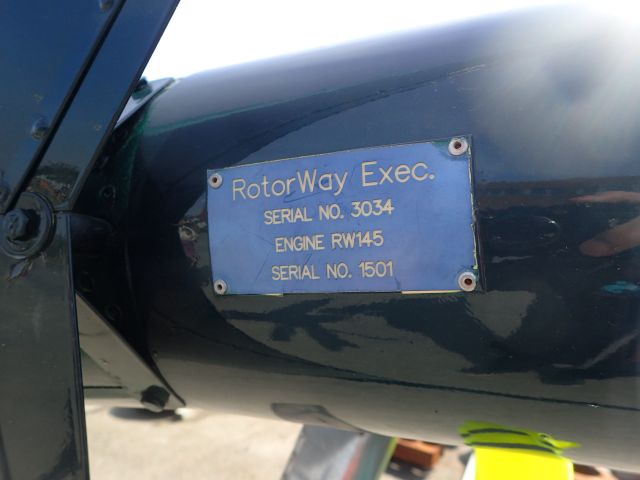 RotorWay Exec.
SERIAL NO. 3034
ENGINE RW145
SERIAL NO. 1501